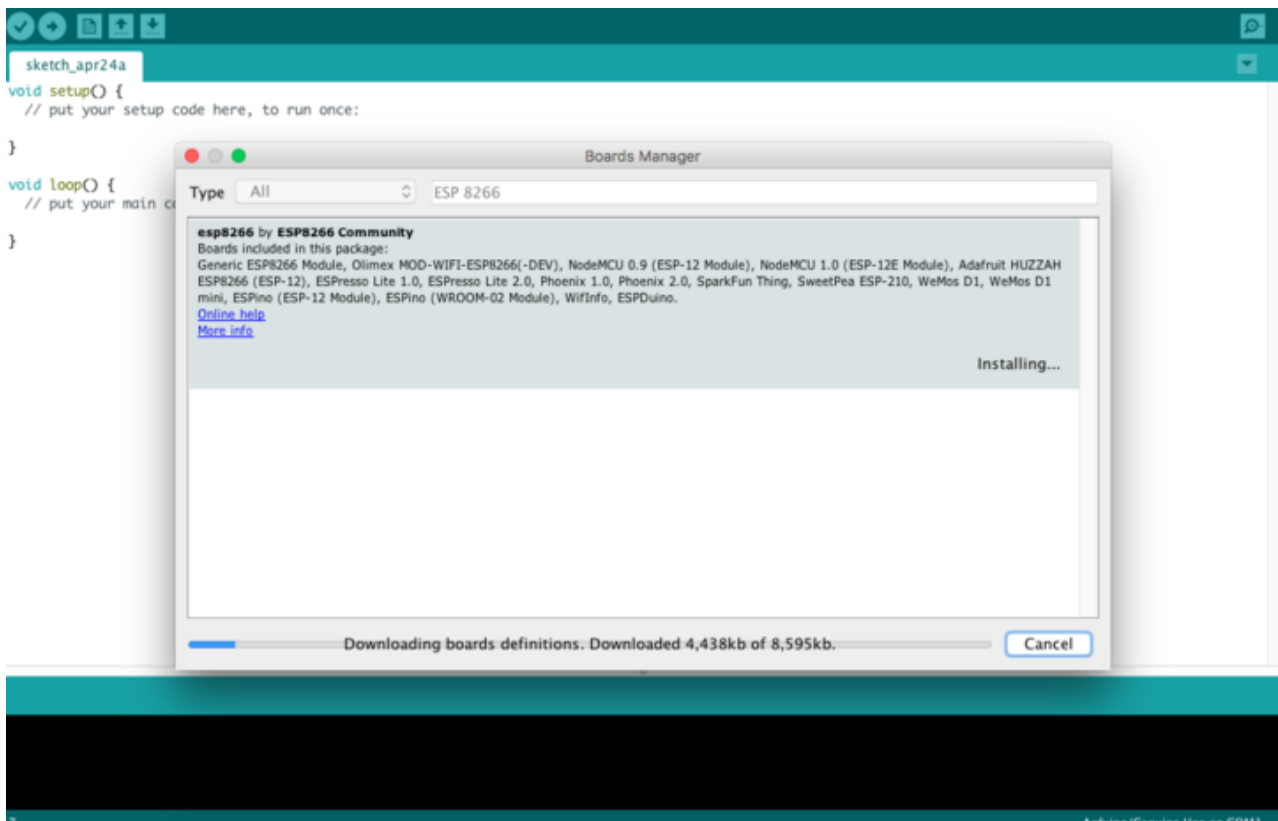 sketch_apr24a
void setup() {
// put your setup code here, to run once:
}
void loop() {
// put your main co
}
Boards Manager
Type All ESP 8266
esp8266 by ESP8266 Community
Boards included in this package:
Generic ESP8266 Module, Olimex MOD-WIFI-ESP8266(-DEV), NodeMCU 0.9 (ESP-12 Module), NodeMCU 1.0 (ESP-12E Module), Adafruit HUZZAH
ESP8266 (ESP-12), ESPresso Lite 1.0, ESPresso Lite 2.0, Phoenix 1.0, Phoenix 2.0, SparkFun Thing, SweetPea ESP-210, WeMos D1, WeMos D1
mini, ESPino (ESP-12 Module), ESPino (WROOM-02 Module), WifInfo, ESPDuino.
Online help
More info
Installing...
Downloading boards definitions. Downloaded 4,438kb of 8,595kb.
Cancel